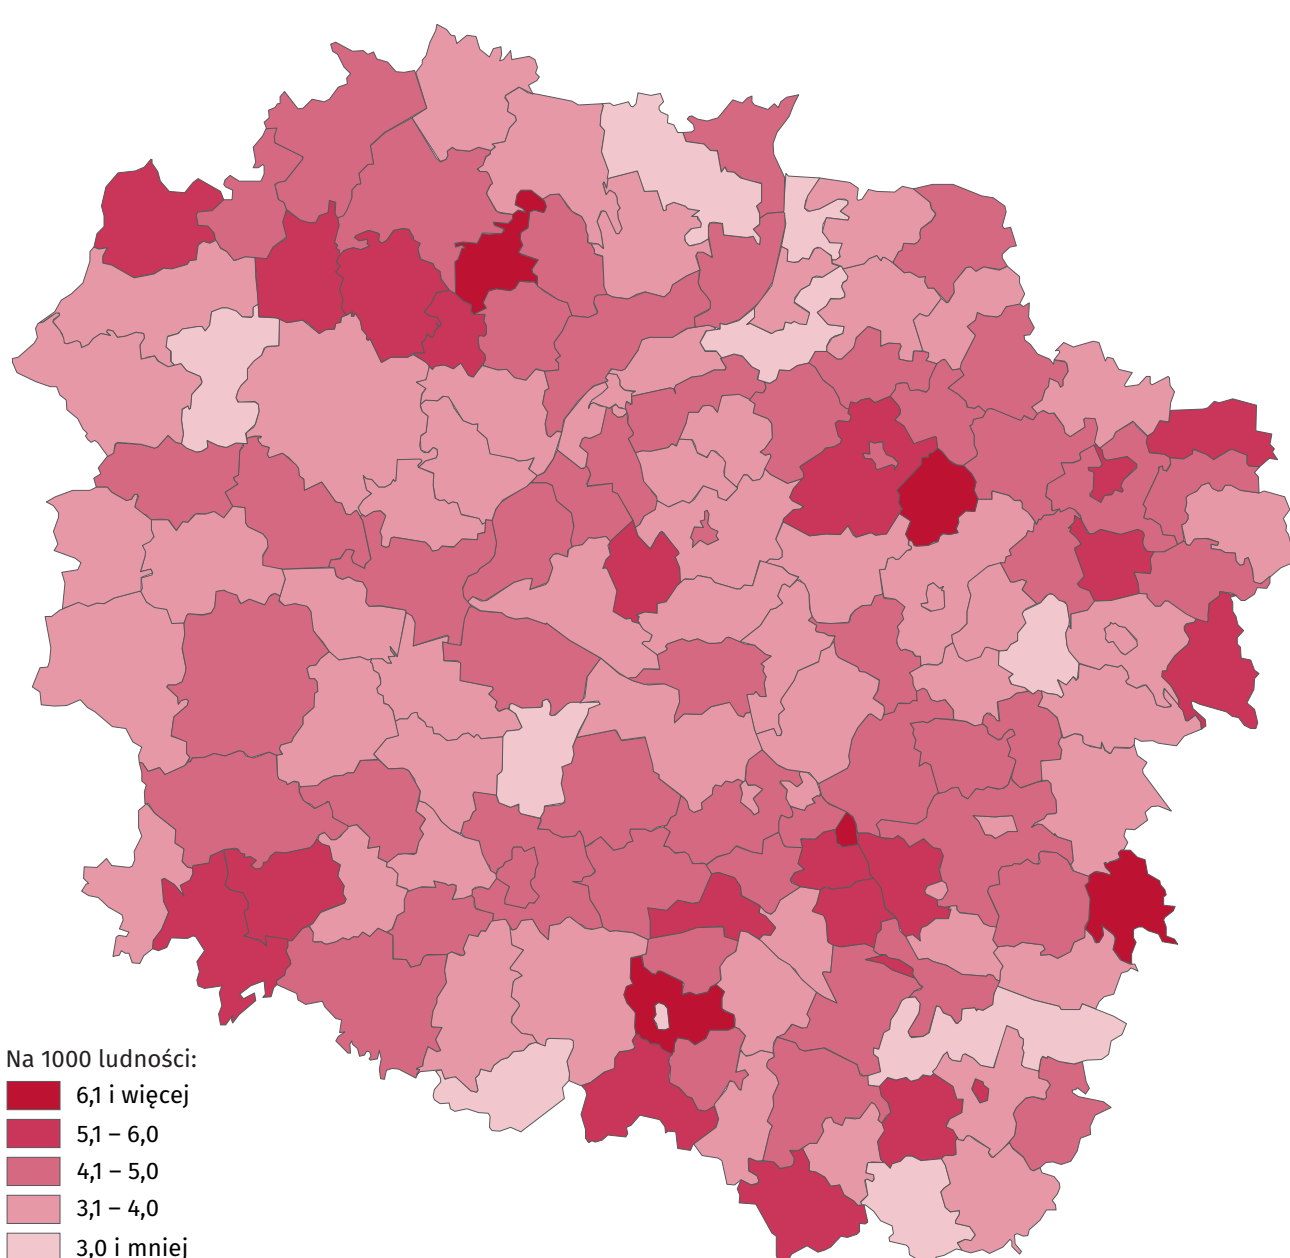 Na 1000 ludności:
6,1 i więcej
5,1 – 6,0
4,1 – 5,0
3,1 – 4,0
3,0 i mniej